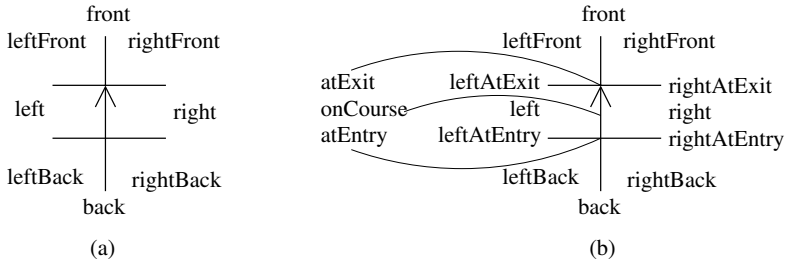 front
leftFront rightFront
left right
leftBack rightBack
back
(a)
front
leftFront rightFront
atExit leftAtExit rightAtExit
onCourse left right
atEntry leftAtEntry rightAtEntry
leftBack rightBack
back
(b)